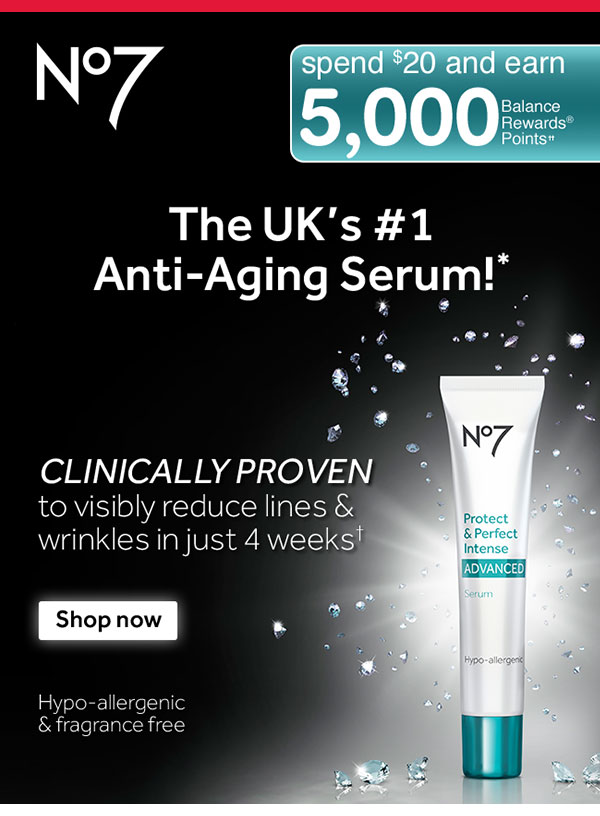 Nº7
spend $20 and earn
5,000
Balance
Rewards®
Points"
The UK's #1
Anti-Aging Serum!*
CLINICALLY PROVEN
to visibly reduce lines &
wrinkles in just 4 weeks†
Shop now
Hypo-allergenic
& fragrance free
Nº7
Protect
& Perfect
Intense
ADVANCED
Serum
Hypo-allergenic